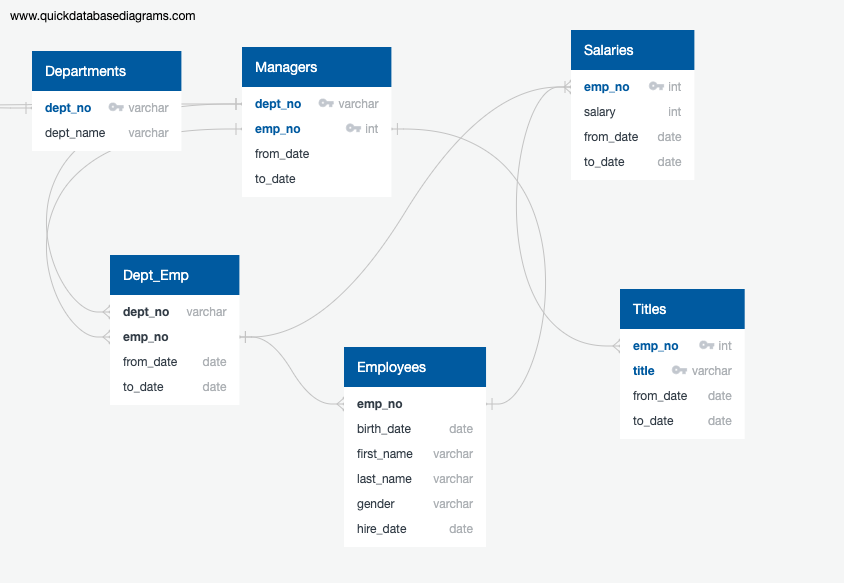 www.quickdatabasediagrams.com
Departments
dept_no varchar
dept_name varchar
Managers
dept_no varchar
emp_no int
from_date
to_date
Salaries
emp_no int
salary int
from_date date
to_date date
Dept_Emp
dept_no varchar
emp_no
from_date date
to_date date
Employees
emp_no
birth_date date
first_name varchar
last_name varchar
gender varchar
hire_date date
Titles
emp_no int
title varchar
from_date date
to_date date